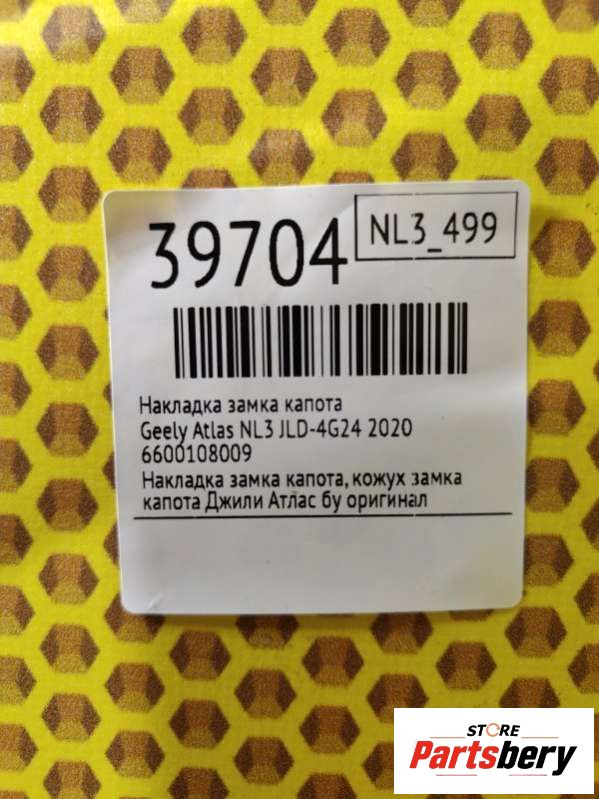 39704
NL3_499
Накладка замка капота
Geely Atlas NL3 JLD-4G24 2020
6600108009
Накладка замка капота, кожух замка
капота Джили Атлас бу оригинал
STORE
Partsbery